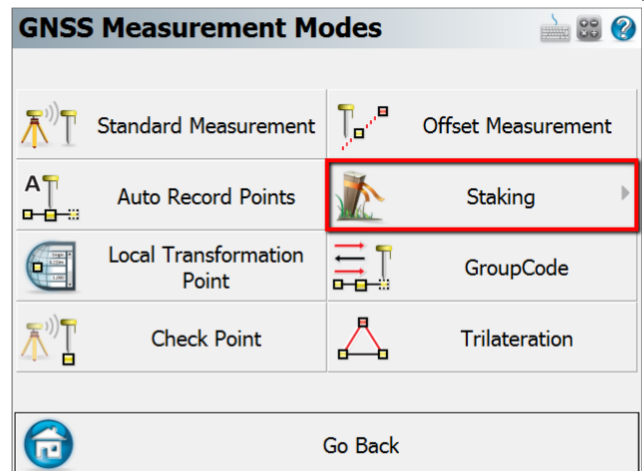 GNSS Measurement Modes
Standard Measurement
Offset Measurement
A
Auto Record Points
Staking
Local Transformation
Point
GroupCode
Check Point
Trilateration
Go Back